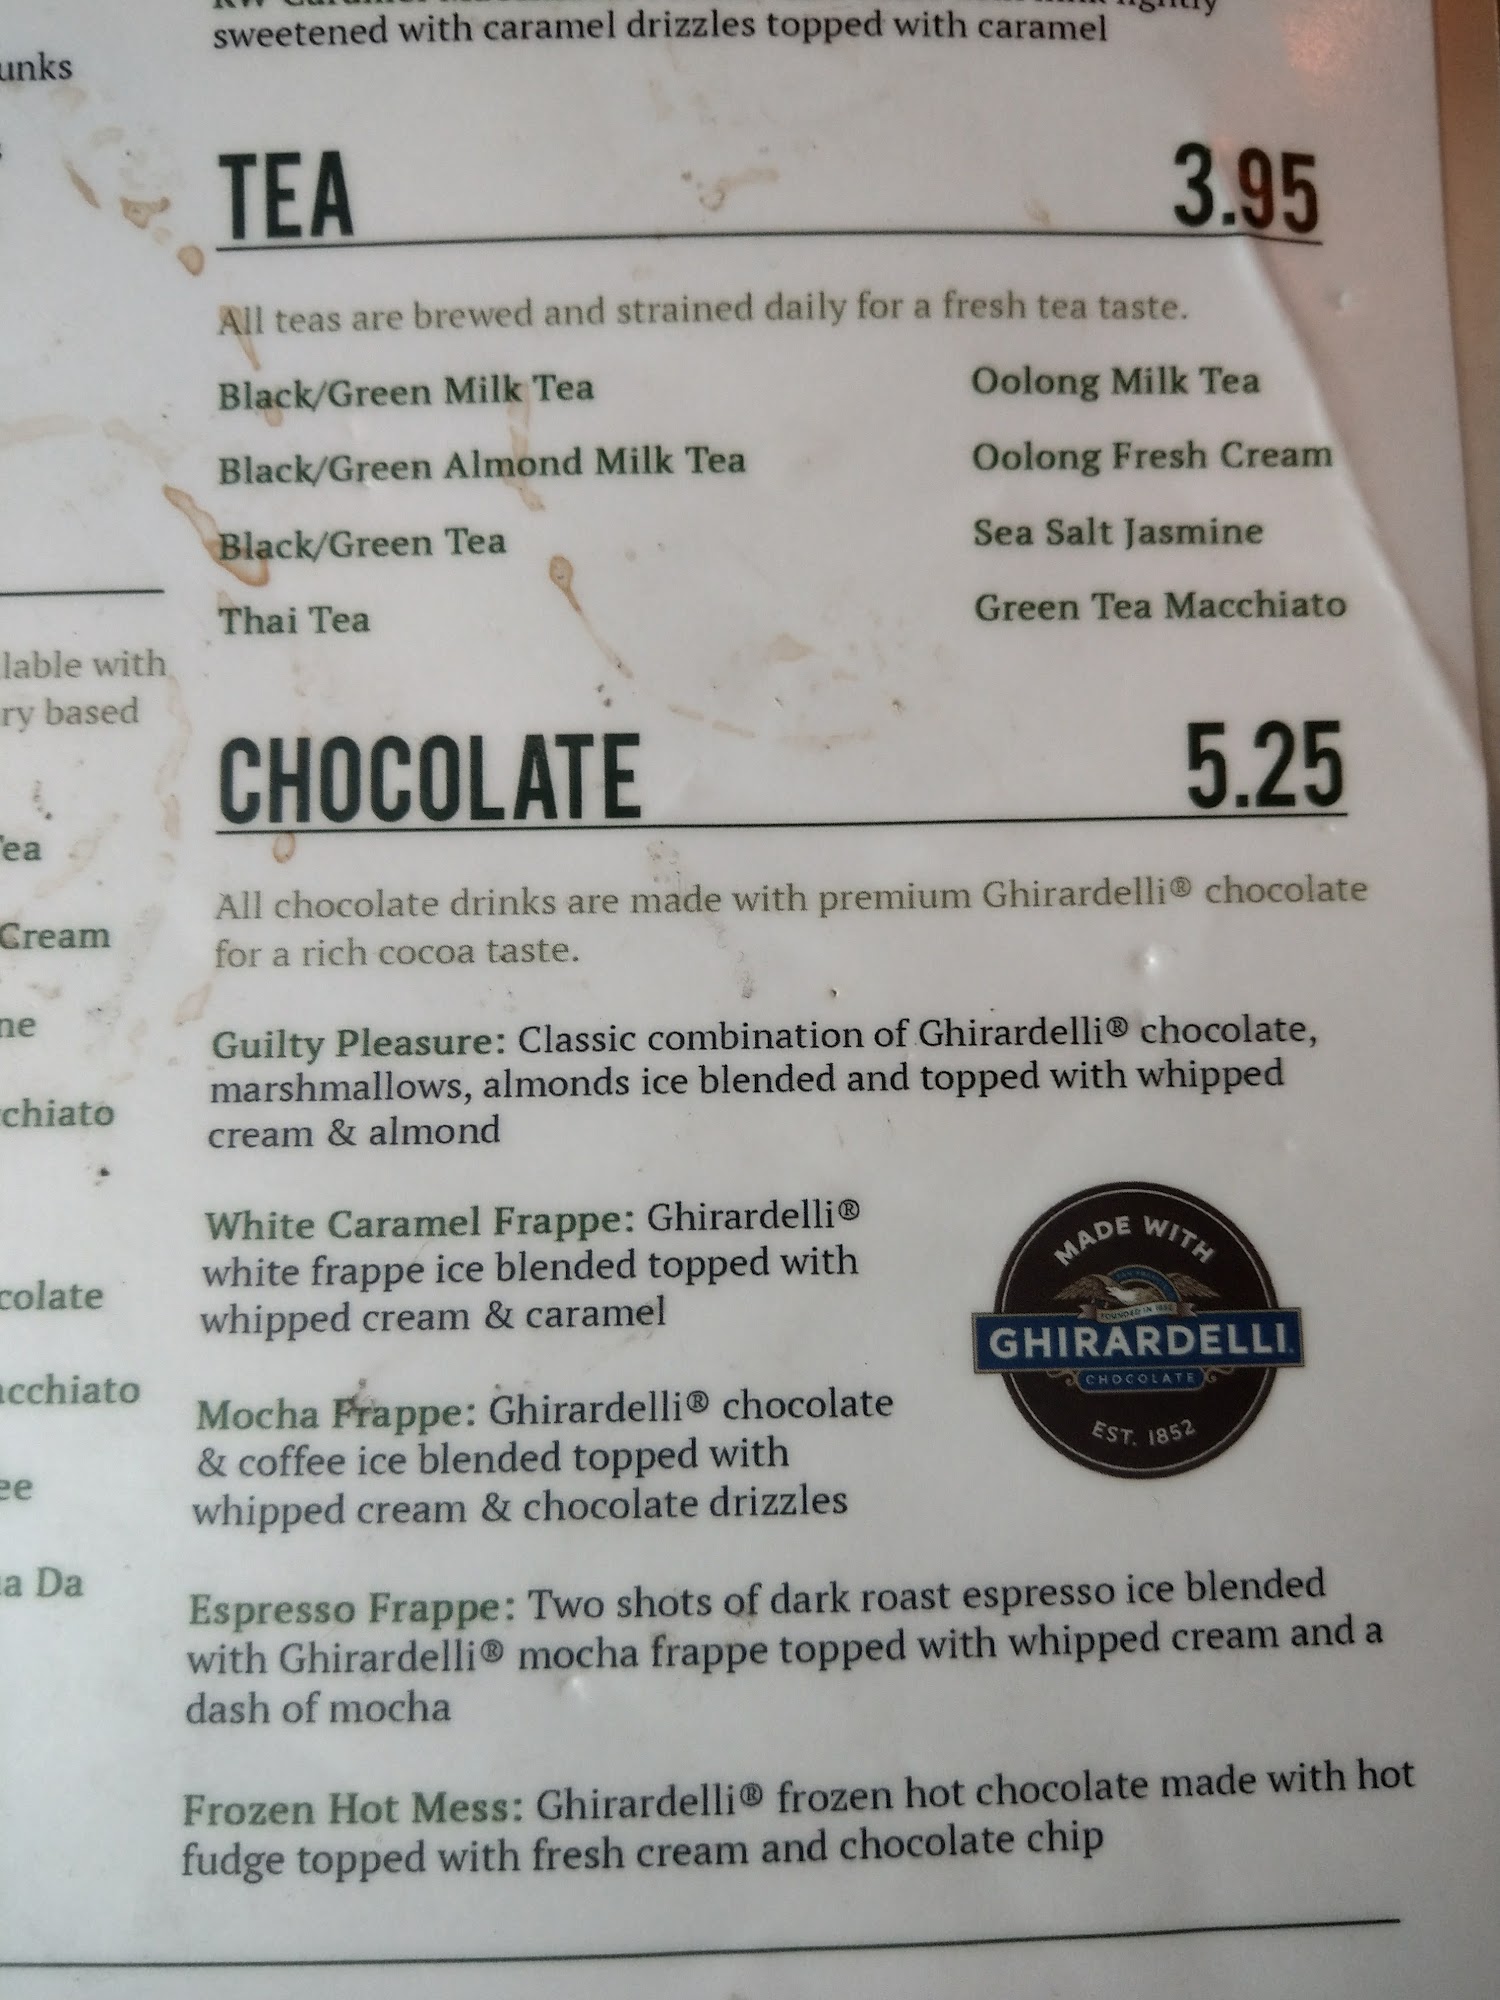 sweetened with caramel drizzles topped with caramel
TEA 3.95
All teas are brewed and strained daily for a fresh tea taste.
Black/Green Milk Tea
Black/Green Almond Milk Tea
Black/Green Tea
Thai Tea
Oolong Milk Tea
Oolong Fresh Cream
Sea Salt Jasmine
Green Tea Macchiato
CHOCOLATE 5.25
All chocolate drinks are made with premium Ghirardelli® chocolate
for a rich cocoa taste.
Guilty Pleasure: Classic combination of Ghirardelli® chocolate,
marshmallows, almonds ice blended and topped with whipped
cream & almond
White Caramel Frappe: Ghirardelli®
white frappe ice blended topped with
whipped cream & caramel
Mocha Frappe: Ghirardelli® chocolate
& coffee ice blended topped with
whipped cream & chocolate drizzles
MADE WITH
FOUNDED IN 1852
GHIRARDELLI
CHOCOLATE
EST. 1852
Espresso Frappe: Two shots of dark roast espresso ice blended
with Ghirardelli® mocha frappe topped with whipped cream and a
dash of mocha
Frozen Hot Mess: Ghirardelli® frozen hot chocolate made with hot
fudge topped with fresh cream and chocolate chip
unks
lable with
ry based
ea
Cream
ne
chiato
colate
acchiato
ee
a Da